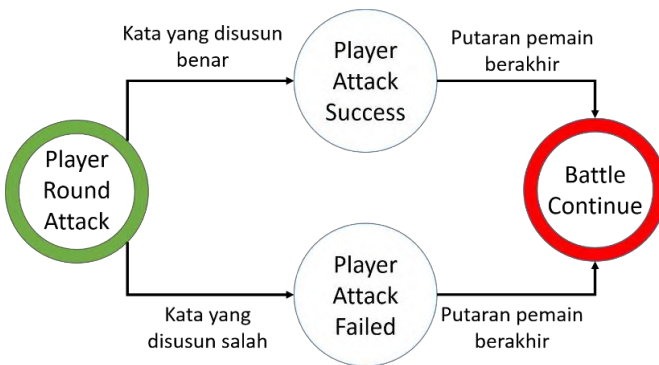 Kata yang disusun
benar
Player
Attack
Success
Putaran pemain
berakhir
Player
Round
Attack
Battle
Continue
Kata yang
disusun salah
Player
Attack
Failed
Putaran pemain
berakhir